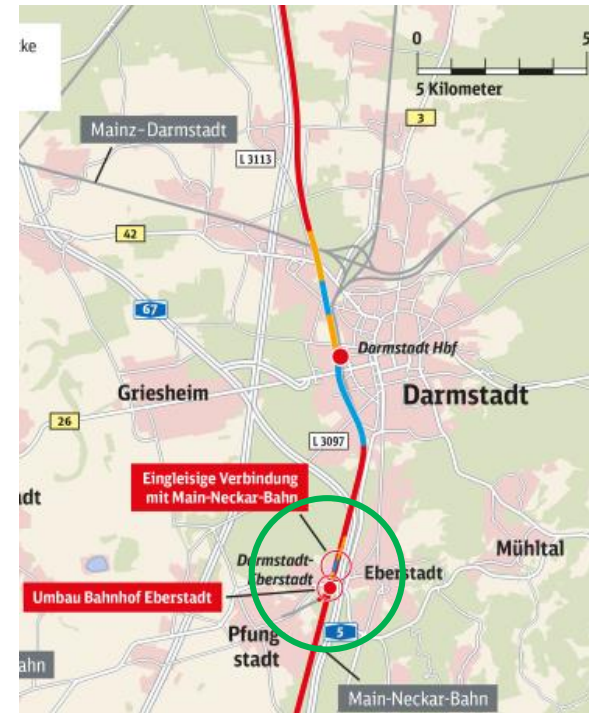 ke
0 5
5 Kilometer
3
Mainz–Darmstadt
L 3113
42
67
Darmstadt Hbf
Griesheim
Darmstadt
26
L 3097
Eingleisige Verbindung
mit Main-Neckar-Bahn
dt
Darmstadt-
Eberstadt
Mühltal
Eberstadt
Umbau Bahnhof Eberstadt
Pfung
stadt
5
ahn
Main-Neckar-Bahn